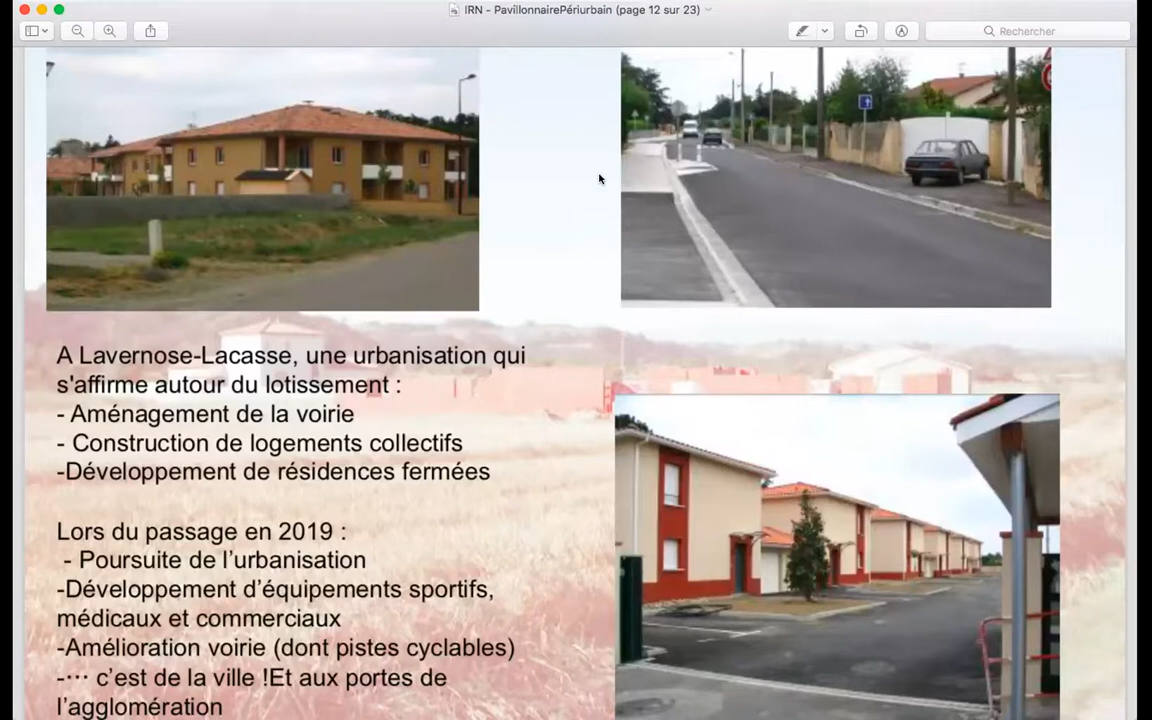 IRN - PavillonnairePériurbain (page 12 sur 23)
Rechercher
A Lavernose-Lacasse, une urbanisation qui
s'affirme autour du lotissement :
- Aménagement de la voirie
- Construction de logements collectifs
-Développement de résidences fermées
Lors du passage en 2019 :
- Poursuite de l’urbanisation
-Développement d’équipements sportifs,
médicaux et commerciaux
-Amélioration voirie (dont pistes cyclables)
-··· c’est de la ville !Et aux portes de
l’agglomération